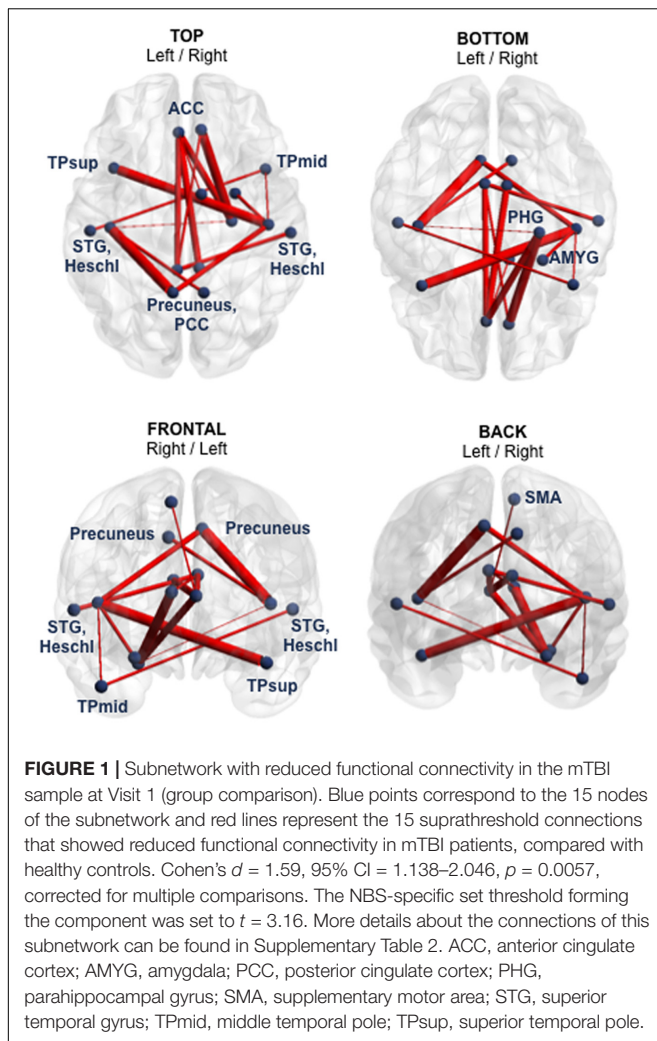 TOP
Left / Right
ACC
TPsup
TPmid
STG,
Heschl
STG,
Heschl
Precuneus,
PCC
BOTTOM
Left / Right
PHG
AMYG
FRONTAL
Right / Left
Precuneus
Precuneus
STG,
Heschl
STG,
Heschl
TPmid
TPsup
BACK
Left / Right
SMA
FIGURE 1 | Subnetwork with reduced functional connectivity in the mTBI
sample at Visit 1 (group comparison). Blue points correspond to the 15 nodes
of the subnetwork and red lines represent the 15 suprathreshold connections
that showed reduced functional connectivity in mTBI patients, compared with
healthy controls. Cohen's d = 1.59, 95% CI = 1.138–2.046, p = 0.0057,
corrected for multiple comparisons. The NBS-specific set threshold forming
the component was set to t = 3.16. More details about the connections of this
subnetwork can be found in Supplementary Table 2. ACC, anterior cingulate
cortex; AMYG, amygdala; PCC, posterior cingulate cortex; PHG,
parahippocampal gyrus; SMA, supplementary motor area; STG, superior
temporal gyrus; TPmid, middle temporal pole; TPsup, superior temporal pole.